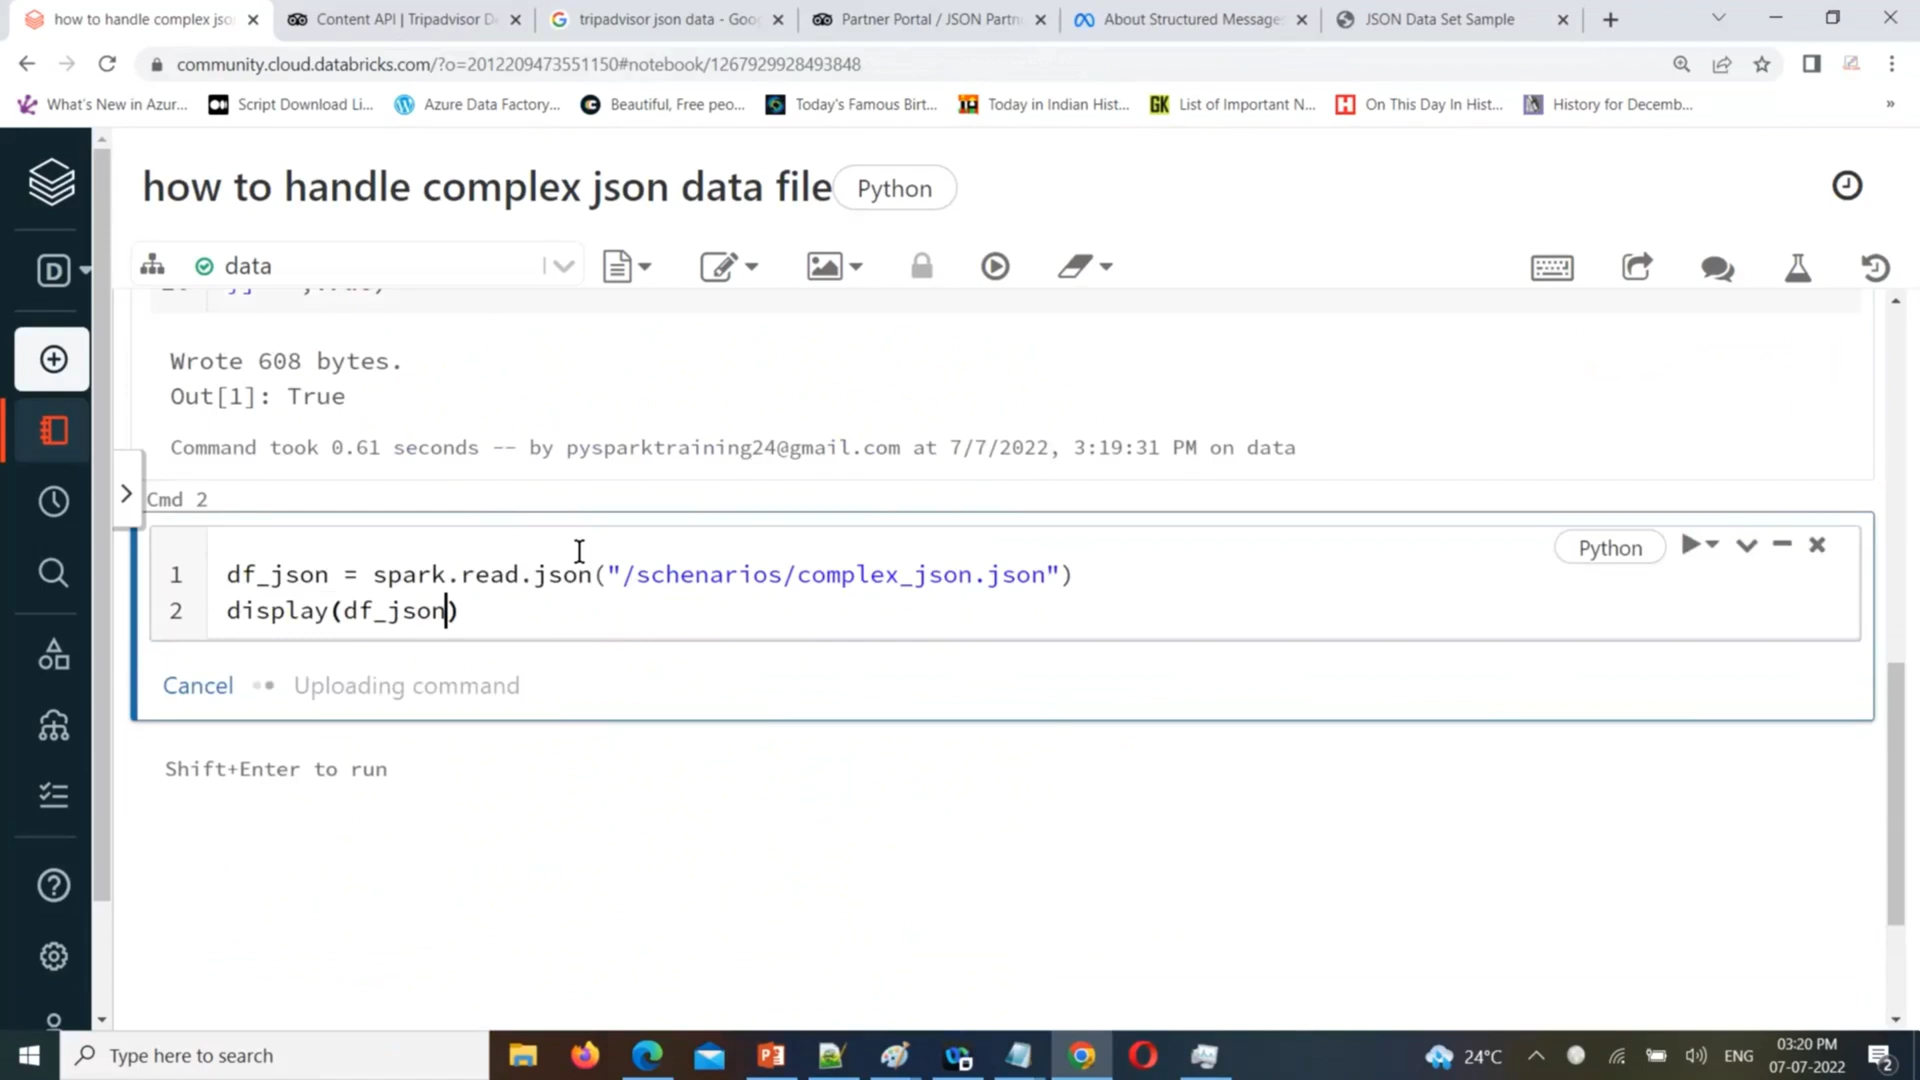 how to handle complex jso
Content API | Tripadvisor D
tripadvisor json data - Goo
Partner Portal / JSON Partn
About Structured Message
JSON Data Set Sample
community.cloud.databricks.com/?o=2012209473551150#notebook/1267929928493848
What's New in Azur...
Script Download Li...
Azure Data Factory...
Beautiful, Free peo...
Today's Famous Birt...
Today in Indian Hist...
GK
List of Important N...
On This Day In Hist...
History for Decemb...
»
how to handle complex json data file
Python
D
data
Wrote 608 bytes.
Out[1]: True
Command took 0.61 seconds -- by pysparktraining24@gmail.com at 7/7/2022, 3:19:31 PM on data
Cmd 2
Python
1 df_json = spark.read.json("/schenarios/complex_json.json")
2 display(df_json)
Cancel
Uploading command
Shift+Enter to run
Type here to search
24°C
ENG
03:20 PM
07-07-2022
2